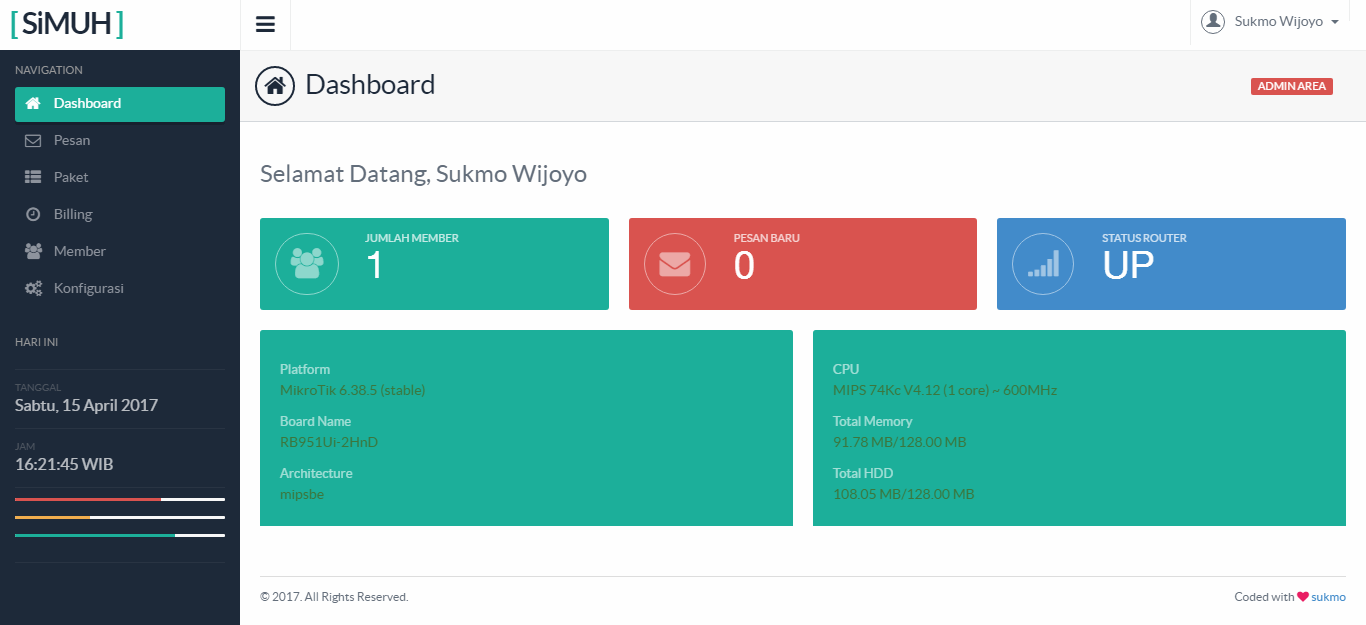 [ SiMUH ]
Sukmo Wijoyo
NAVIGATION
Dashboard
Pesan
Paket
Billing
Member
Konfigurasi
HARI INI
TANGGAL
Sabtu, 15 April 2017
JAM
16:21:45 WIB
Dashboard
ADMIN AREA
Selamat Datang, Sukmo Wijoyo
JUMLAH MEMBER
1
PESAN BARU
0
STATUS ROUTER
UP
Platform
MikroTik 6.38.5 (stable)
Board Name
RB951Ui-2HnD
Architecture
mipsbe
CPU
MIPS 74Kc V4.12 (1 core) ~ 600MHz
Total Memory
91.78 MB/128.00 MB
Total HDD
108.05 MB/128.00 MB
© 2017. All Rights Reserved.
Coded with ❤ sukmo